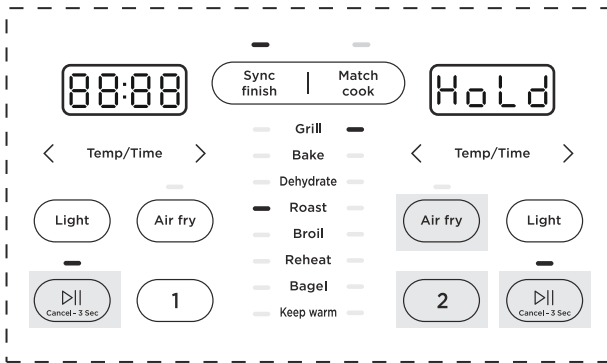 88:88
Sync finish
Match cook
HoLd
Temp/Time
Temp/Time
Grill
Bake
Dehydrate
Roast
Broil
Reheat
Bagel
Keep warm
Light
Air fry
Air fry
Light
Cancel - 3 Sec
1
2
Cancel - 3 Sec